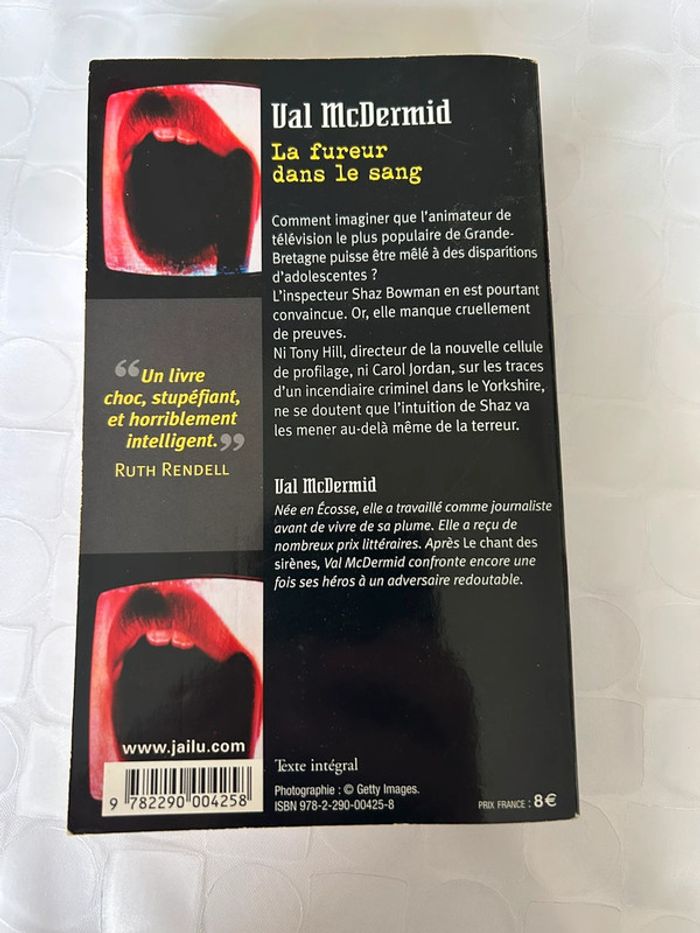 Val McDermid
La fureur
dans le sang
Comment imaginer que l'animateur de
télévision le plus populaire de Grande-
Bretagne puisse être mêlé à des disparitions
d'adolescentes ?
L'inspecteur Shaz Bowman en est pourtant
convaincue. Or, elle manque cruellement
de preuves.
Ni Tony Hill, directeur de la nouvelle cellule
de profilage, ni Carol Jordan, sur les traces
d'un incendiaire criminel dans le Yorkshire,
ne se doutent que l'intuition de Shaz va
les mener au-delà même de la terreur.
“Un livre
choc, stupéfiant,
et horriblement
intelligent.”
RUTH RENDELL
Val McDermid
Née en Écosse, elle a travaillé comme journaliste
avant de vivre de sa plume. Elle a reçu de
nombreux prix littéraires. Après Le chant des
sirènes, Val McDermid confronte encore une
fois ses héros à un adversaire redoutable.
www.jailu.com
9 782290 004258
Texte intégral
Photographie : © Getty Images.
ISBN 978-2-290-00425-8
PRIX FRANCE : 8€